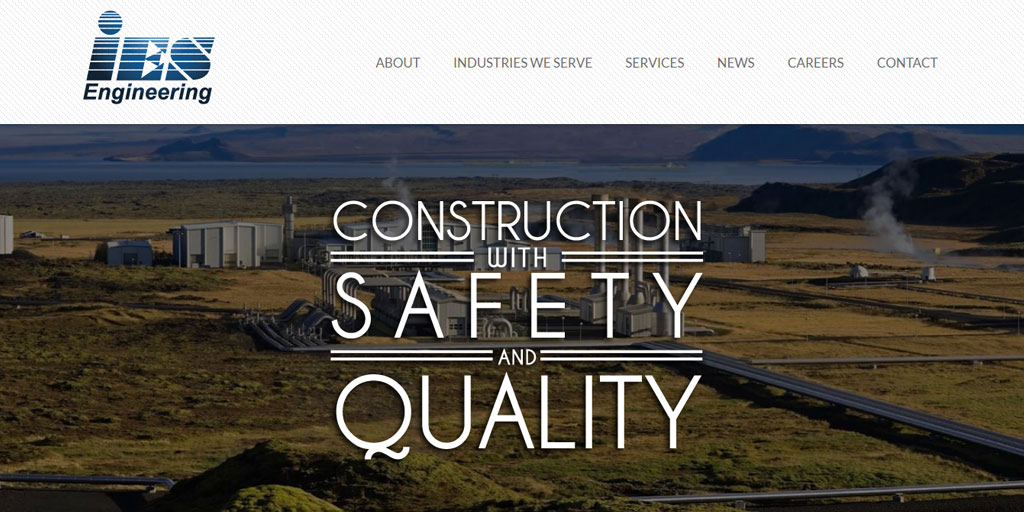 iES
Engineering
ABOUT INDUSTRIES WE SERVE SERVICES NEWS CAREERS CONTACT
CONSTRUCTION
WITH
SAFETY
AND
QUALITY